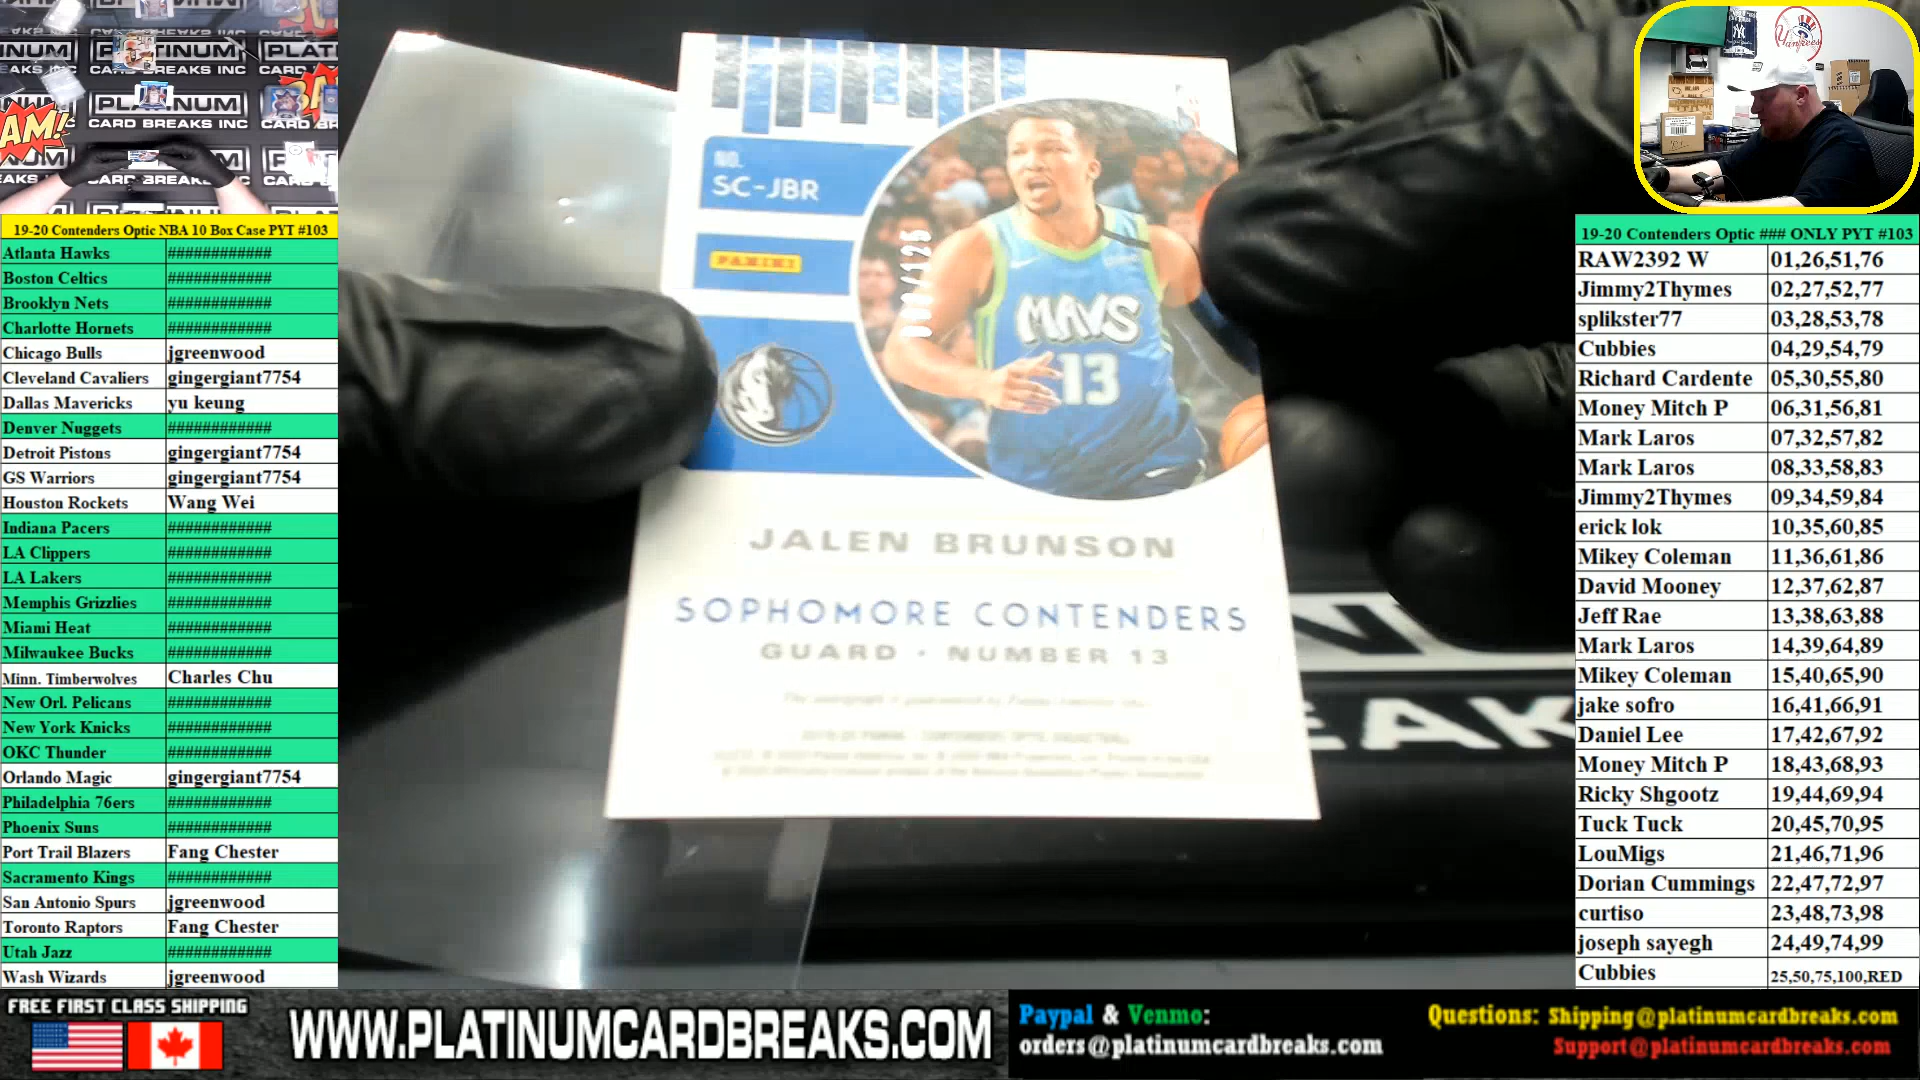 19-20 Contenders Optic NBA 10 Box Case PYT #103
Atlanta Hawks ############
Boston Celtics ############
Brooklyn Nets ############
Charlotte Hornets ############
Chicago Bulls jgreenwood
Cleveland Cavaliers gingergiant7754
Dallas Mavericks yu keung
Denver Nuggets ############
Detroit Pistons gingergiant7754
GS Warriors gingergiant7754
Houston Rockets Wang Wei
Indiana Pacers ############
LA Clippers ############
LA Lakers ############
Memphis Grizzlies ############
Miami Heat ############
Milwaukee Bucks ############
Minn. Timberwolves Charles Chu
New Orl. Pelicans ############
New York Knicks ############
OKC Thunder ############
Orlando Magic gingergiant7754
Philadelphia 76ers ############
Phoenix Suns ############
Port Trail Blazers Fang Chester
Sacramento Kings ############
San Antonio Spurs jgreenwood
Toronto Raptors Fang Chester
Utah Jazz ############
Wash Wizards jgreenwood
PLATINUM
CARD BREAKS INC
AM!
NO.
SC-JBR
PANINI
/125
MAVS
13
JALEN BRUNSON
SOPHOMORE CONTENDERS
GUARD • NUMBER 13
EAK
Yankees
19-20 Contenders Optic ### ONLY PYT #103
RAW2392 W 01,26,51,76
Jimmy2Thymes 02,27,52,77
splikster77 03,28,53,78
Cubbies 04,29,54,79
Richard Cardente 05,30,55,80
Money Mitch P 06,31,56,81
Mark Laros 07,32,57,82
Mark Laros 08,33,58,83
Jimmy2Thymes 09,34,59,84
erick lok 10,35,60,85
Mikey Coleman 11,36,61,86
David Mooney 12,37,62,87
Jeff Rae 13,38,63,88
Mark Laros 14,39,64,89
Mikey Coleman 15,40,65,90
jake sofro 16,41,66,91
Daniel Lee 17,42,67,92
Money Mitch P 18,43,68,93
Ricky Shgootz 19,44,69,94
Tuck Tuck 20,45,70,95
LouMigs 21,46,71,96
Dorian Cummings 22,47,72,97
curtiso 23,48,73,98
joseph sayegh 24,49,74,99
Cubbies 25,50,75,100,RED
FREE FIRST CLASS SHIPPING
WWW.PLATINUMCARDBREAKS.COM
Paypal & Venmo:
orders@platinumcardbreaks.com
Questions: Shipping@platinumcardbreaks.com
Support@platinumcardbreaks.com